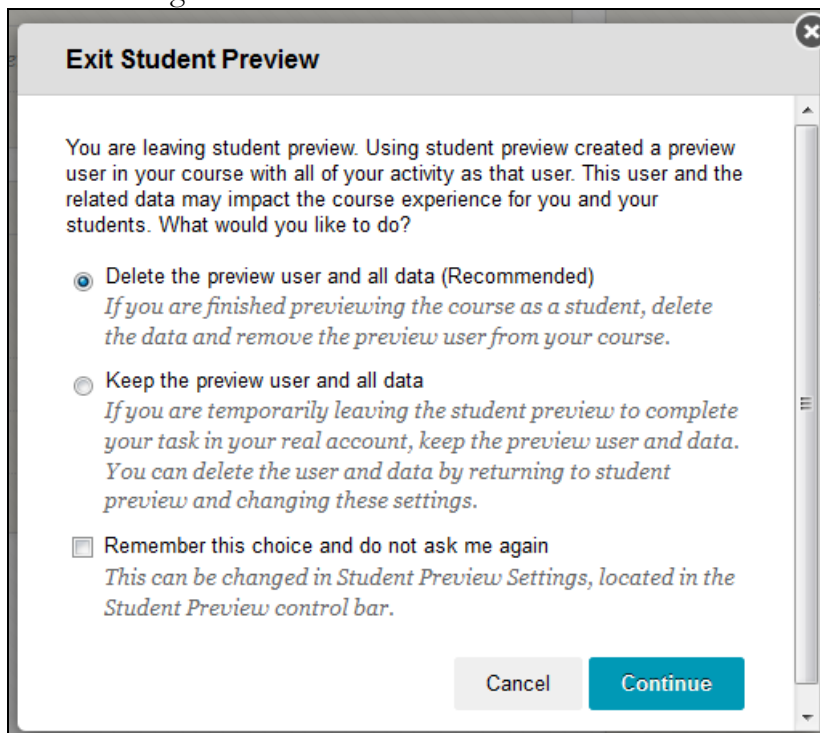 Exit Student Preview
You are leaving student preview. Using student preview created a preview
user in your course with all of your activity as that user. This user and the
related data may impact the course experience for you and your
students. What would you like to do?
Delete the preview user and all data (Recommended)
If you are finished previewing the course as a student, delete
the data and remove the preview user from your course.
Keep the preview user and all data
If you are temporarily leaving the student preview to complete
your task in your real account, keep the preview user and data.
You can delete the user and data by returning to student
preview and changing these settings.
Remember this choice and do not ask me again
This can be changed in Student Preview Settings, located in the
Student Preview control bar.
Cancel Continue